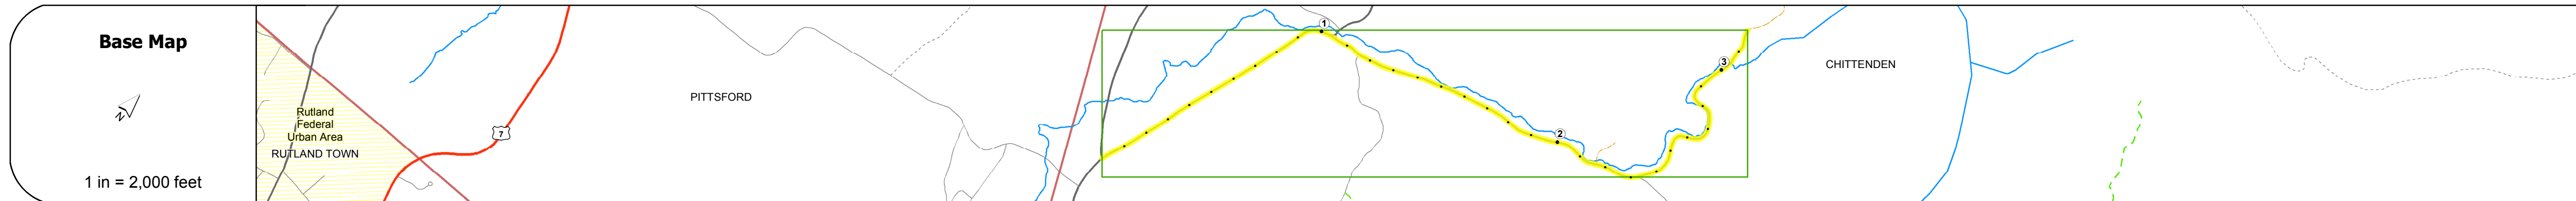 Base Map
N
1 in = 2,000 feet
Rutland
Federal
Urban Area
RUTLAND TOWN
7
PITTSFORD
1
2
3
CHITTENDEN